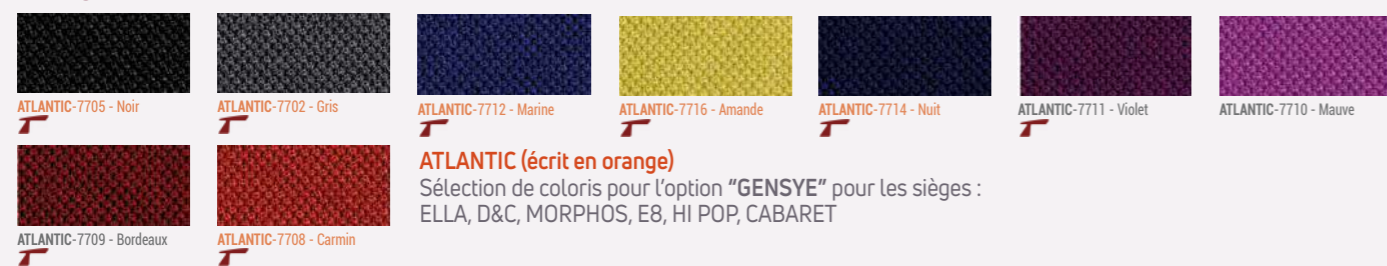 ATLANTIC-7705 - Noir
ATLANTIC-7702 - Gris
ATLANTIC-7712 - Marine
ATLANTIC-7716 - Amande
ATLANTIC-7714 - Nuit
ATLANTIC-7711 - Violet
ATLANTIC-7710 - Mauve
ATLANTIC-7709 - Bordeaux
ATLANTIC-7708 - Carmin
ATLANTIC (écrit en orange)
Sélection de coloris pour l'option "GENSYE" pour les sièges :
ELLA, D&C, MORPHOS, E8, HI POP, CABARET